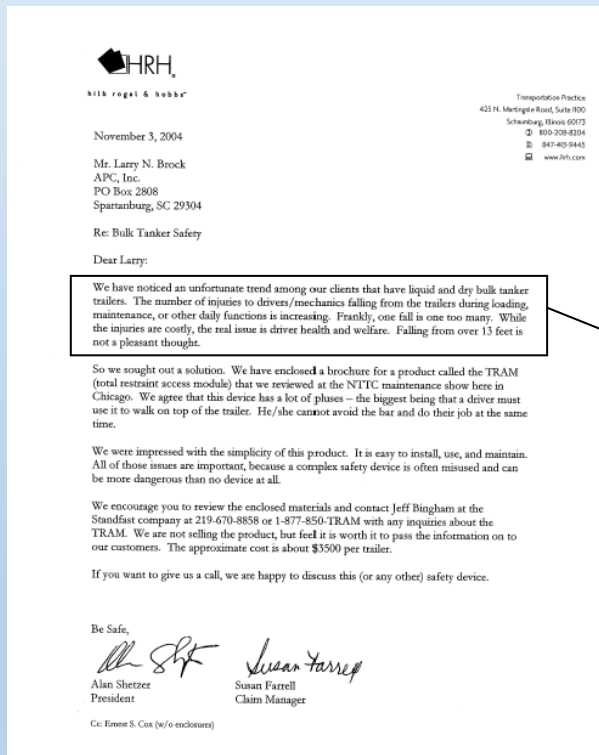 HRH®
hilb rogal & hobbs℠
Transportation Practice
425 N. Martingale Road, Suite 1100
Schaumburg, Illinois 60173
800-208-8204
847-413-9445
www.hrh.com
November 3, 2004
Mr. Larry N. Brock
APC, Inc.
PO Box 2808
Spartanburg, SC 29304
Re: Bulk Tanker Safety
Dear Larry:
We have noticed an unfortunate trend among our clients that have liquid and dry bulk tanker
trailers. The number of injuries to drivers/mechanics falling from the trailers during loading,
maintenance, or other daily functions is increasing. Frankly, one fall is one too many. While
the injuries are costly, the real issue is driver health and welfare. Falling from over 13 feet is
not a pleasant thought.
So we sought out a solution. We have enclosed a brochure for a product called the TRAM
(total restraint access module) that we reviewed at the NTTC maintenance show here in
Chicago. We agree that this device has a lot of pluses – the biggest being that a driver must
use it to walk on top of the trailer. He/she cannot avoid the bar and do their job at the same
time.
We were impressed with the simplicity of this product. It is easy to install, use, and maintain.
All of those issues are important, because a complex safety device is often misused and can
be more dangerous than no device at all.
We encourage you to review the enclosed materials and contact Jeff Bingham at the
Standfast company at 219-670-8858 or 1-877-850-TRAM with any inquiries about the
TRAM. We are not selling the product, but feel it is worth it to pass the information on to
our customers. The approximate cost is about $3500 per trailer.
If you want to give us a call, we are happy to discuss this (or any other) safety device.
Be Safe,
Susan Farrell
Alan Shetzer
Susan Farrell
President
Claim Manager
Cc: Ernest S. Cox (w/o enclosures)